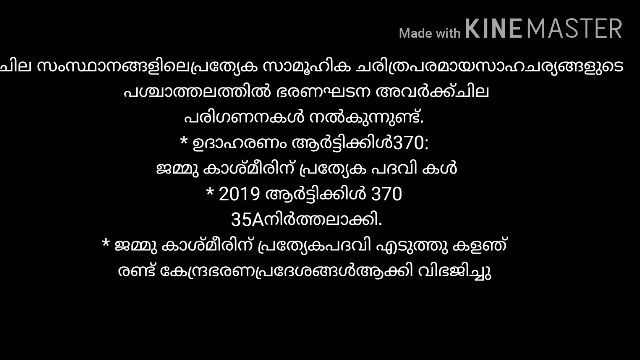 Made with KINEMASTER
ചില സംസ്ഥാനങ്ങളിലെപ്രത്യേക സാമൂഹിക ചരിത്രപരമായസാഹചര്യങ്ങളുടെ
പശ്ചാത്തലത്തിൽ ഭരണഘടന അവർക്ക്ചില
പരിഗണനകൾ നൽകുന്നുണ്ട്.
* ഉദാഹരണം ആർട്ടിക്കിൾ370:
ജമ്മു കാശ്മീരിന് പ്രത്യേക പദവി കൾ
* 2019 ആർട്ടിക്കിൾ 370
35Aനിർത്തലാക്കി.
* ജമ്മു കാശ്മീരിന് പ്രത്യേകപദവി എടുത്തു കളഞ്
രണ്ട് കേന്ദ്രഭരണപ്രദേശങ്ങൾആക്കി വിഭജിച്ചു